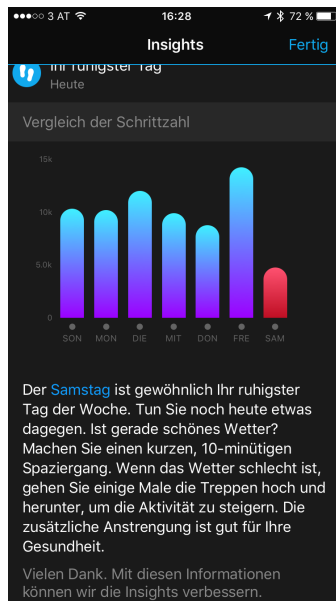 3 AT 16:28 72 %
Insights Fertig
Ihr ruhigster Tag
Heute
Vergleich der Schrittzahl
15k
10k
5.0k
0
SON MON DIE MIT DON FRE SAM
Der Samstag ist gewöhnlich Ihr ruhigster
Tag der Woche. Tun Sie noch heute etwas
dagegen. Ist gerade schönes Wetter?
Machen Sie einen kurzen, 10-minütigen
Spaziergang. Wenn das Wetter schlecht ist,
gehen Sie einige Male die Treppen hoch und
herunter, um die Aktivität zu steigern. Die
zusätzliche Anstrengung ist gut für Ihre
Gesundheit.
Vielen Dank. Mit diesen Informationen
können wir die Insights verbessern.